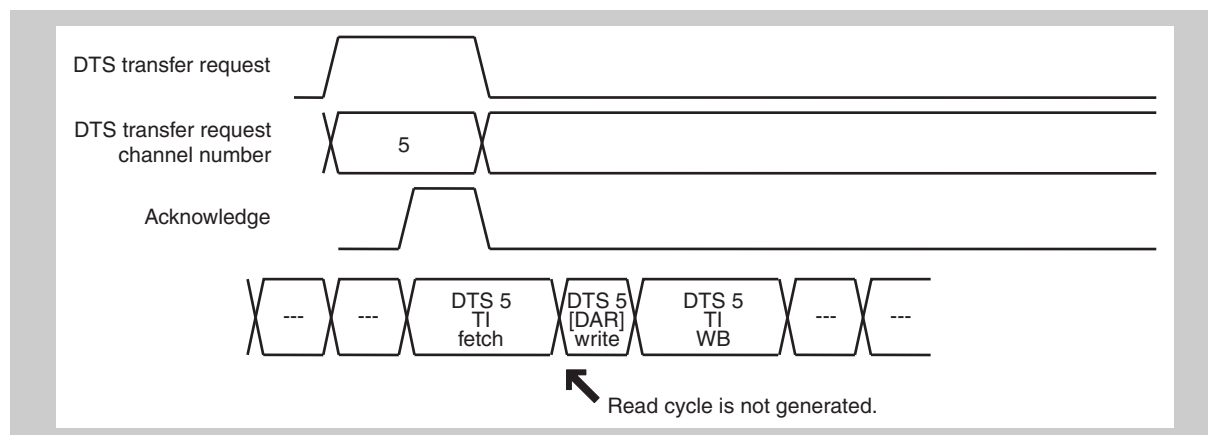 DTS transfer request
DTS transfer request
channel number
5
Acknowledge
---
---
DTS 5
TI
fetch
DTS 5
[DAR]
write
DTS 5
TI
WB
---
---
Read cycle is not generated.